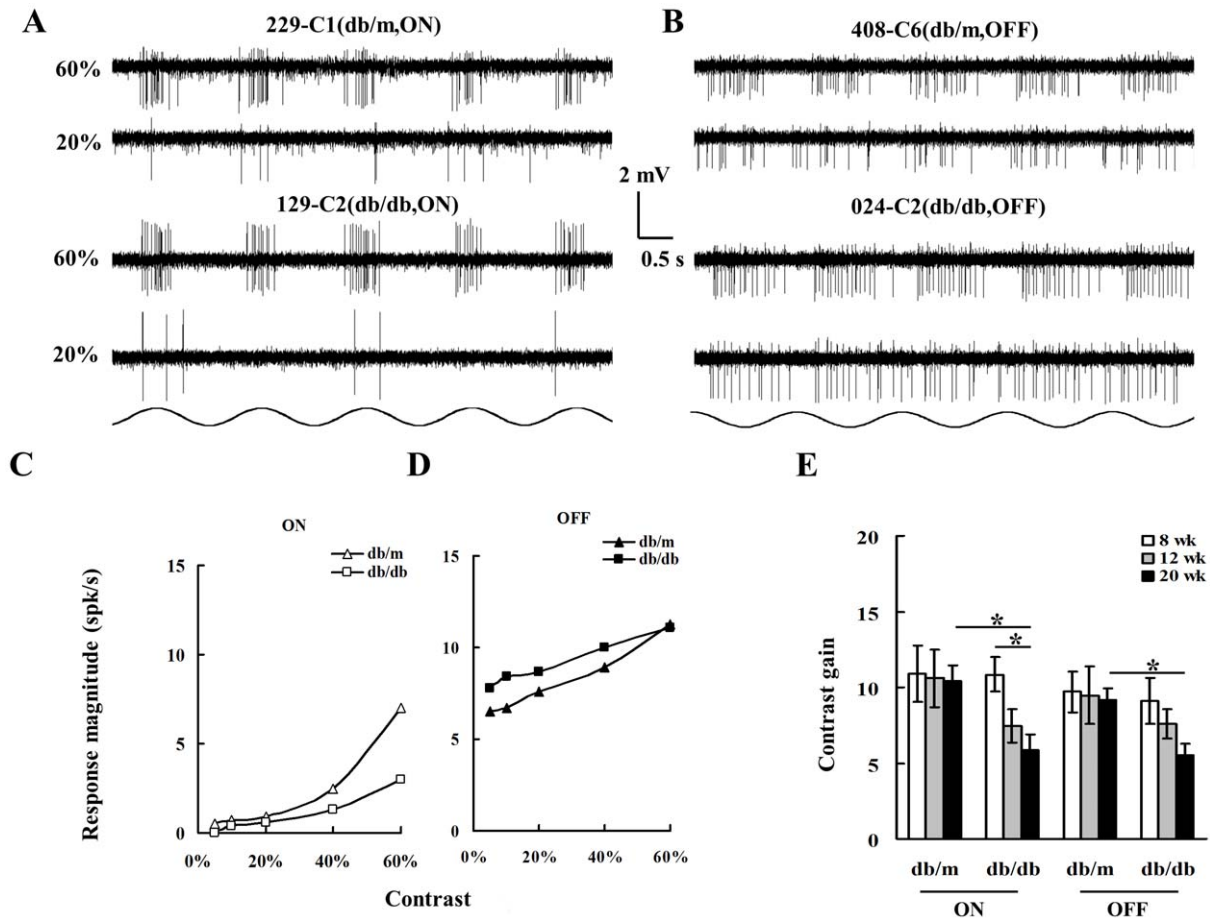 A
229-C1(db/m,ON)
60%
20%
129-C2(db/db,ON)
60%
20%
B
408-C6(db/m,OFF)
2 mV
0.5 s
024-C2(db/db,OFF)
C
ON
db/m
db/db
Response magnitude (spk/s)
15
10
5
0
0% 20% 40% 60%
D
OFF
db/m
db/db
15
10
5
0
0% 20% 40% 60%
Contrast
E
8 wk
12 wk
20 wk
Contrast gain
20
15
10
5
0
* 
*
*
db/m db/db db/m db/db
ON OFF